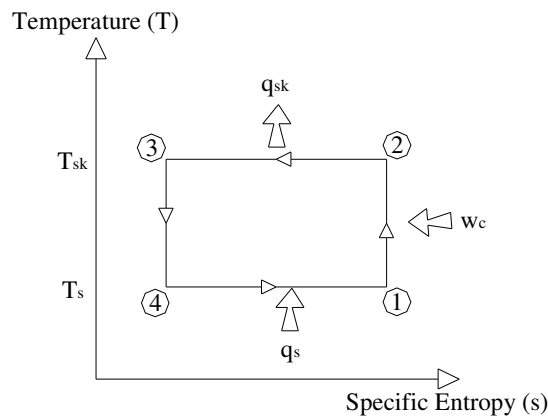 Temperature (T)
qsk
3
2
Tsk
wc
Ts
4
1
qs
Specific Entropy (s)